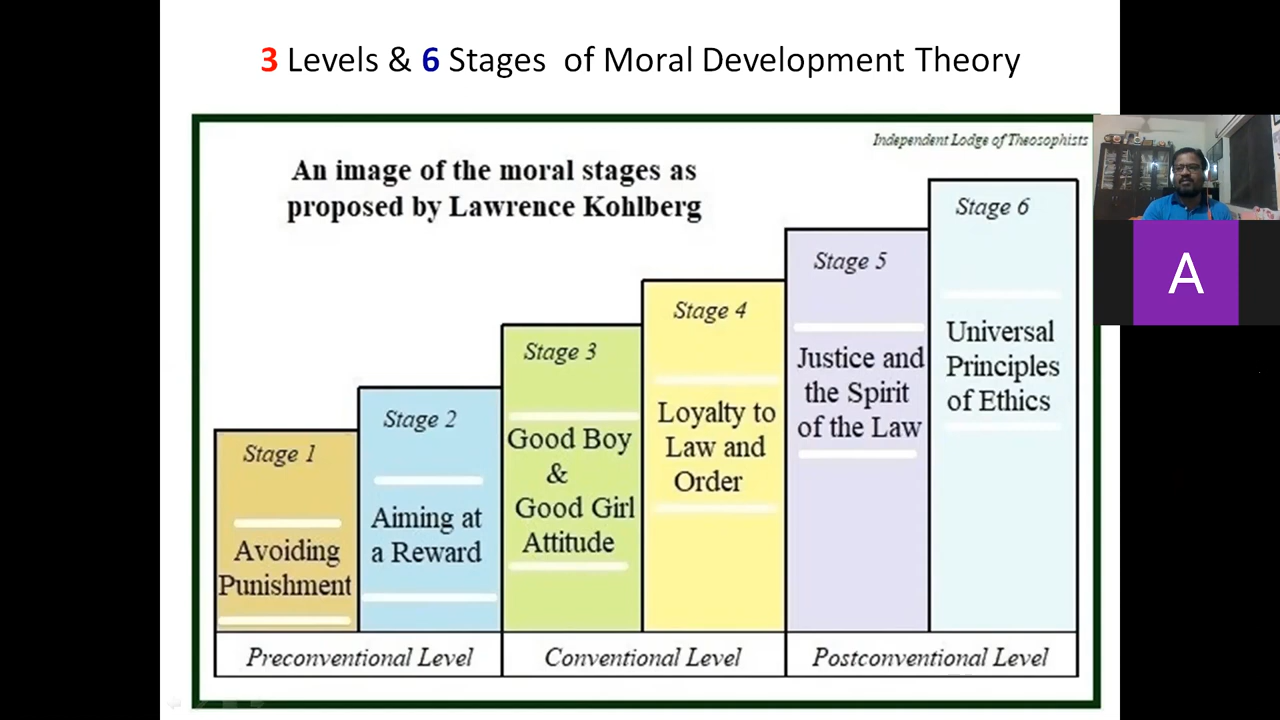 3 Levels & 6 Stages of Moral Development Theory
Independent Lodge of Theosophists
An image of the moral stages as
proposed by Lawrence Kohlberg
Stage 1
Avoiding
Punishment
Stage 2
Aiming at
a Reward
Stage 3
Good Boy
&
Good Girl
Attitude
Stage 4
Loyalty to
Law and
Order
Stage 5
Justice and
the Spirit
of the Law
Stage 6
Universal
Principles
of Ethics
Preconventional Level
Conventional Level
Postconventional Level
A